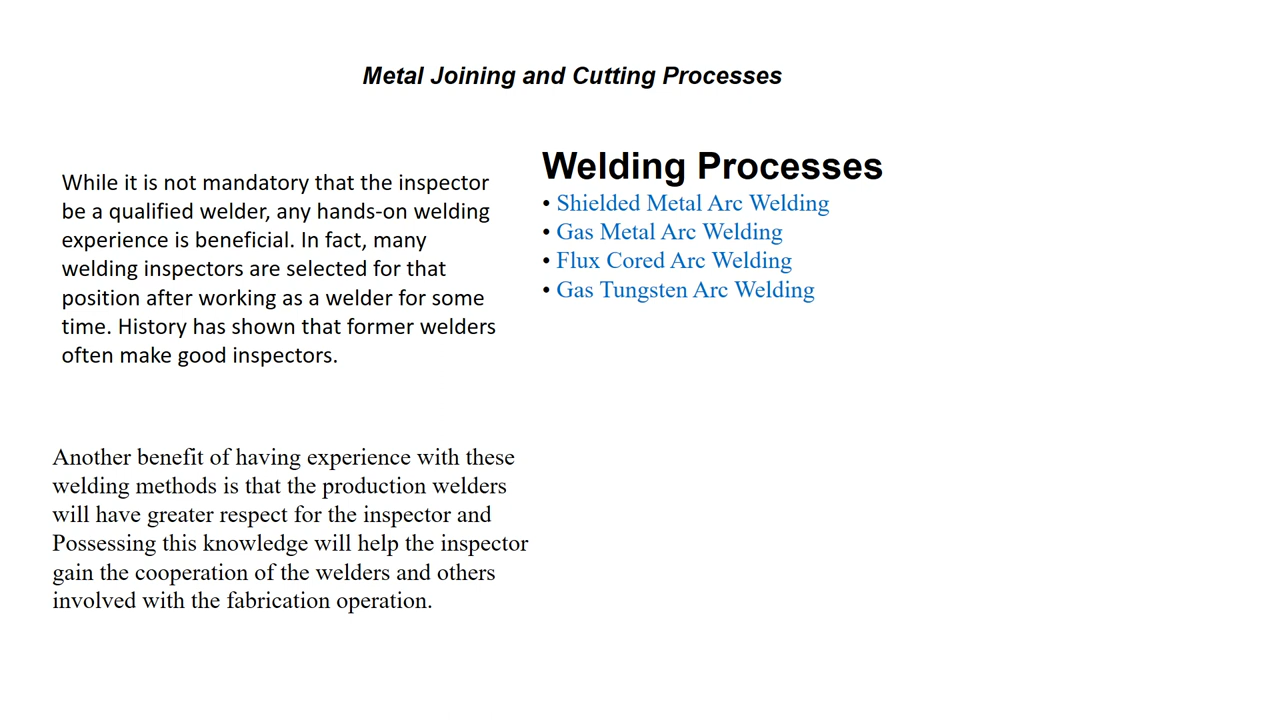 Metal Joining and Cutting Processes
While it is not mandatory that the inspector
be a qualified welder, any hands-on welding
experience is beneficial. In fact, many
welding inspectors are selected for that
position after working as a welder for some
time. History has shown that former welders
often make good inspectors.
Another benefit of having experience with these
welding methods is that the production welders
will have greater respect for the inspector and
Possessing this knowledge will help the inspector
gain the cooperation of the welders and others
involved with the fabrication operation.
Welding Processes
• Shielded Metal Arc Welding
• Gas Metal Arc Welding
• Flux Cored Arc Welding
• Gas Tungsten Arc Welding